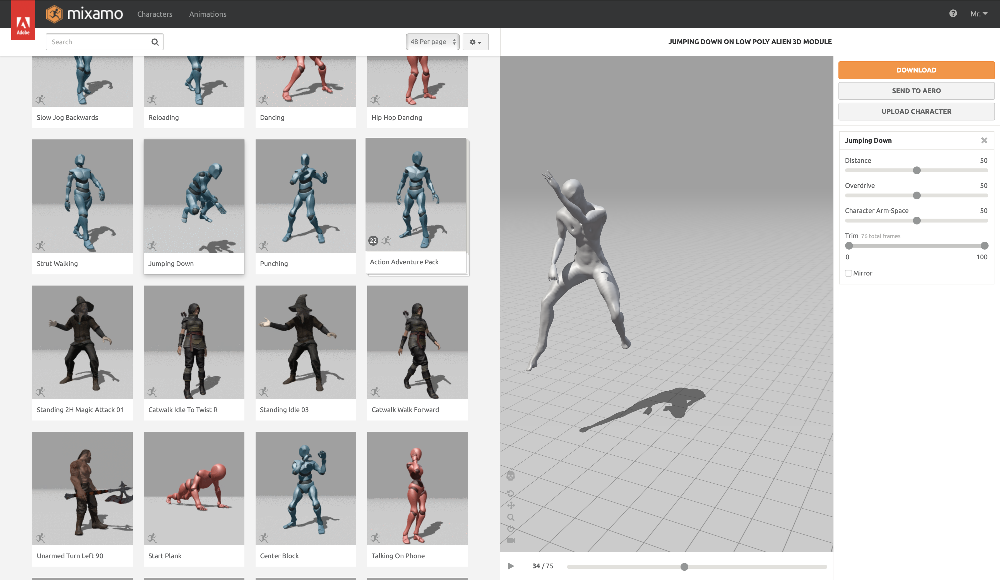 Adobe
mixamo
Characters
Animations
?
Mr.
Search
48 Per page
JUMPING DOWN ON LOW POLY ALIEN 3D MODULE
Slow Jog Backwards
Reloading
Dancing
Hip Hop Dancing
Strut Walking
Jumping Down
Punching
22
Action Adventure Pack
Standing 2H Magic Attack 01
Catwalk Idle To Twist R
Standing Idle 03
Catwalk Walk Forward
Unarmed Turn Left 90
Start Plank
Center Block
Talking On Phone
34 / 75
DOWNLOAD
SEND TO AERO
UPLOAD CHARACTER
Jumping Down
Distance 50
Overdrive 50
Character Arm-Space 50
Trim 76 total frames
0 100
Mirror